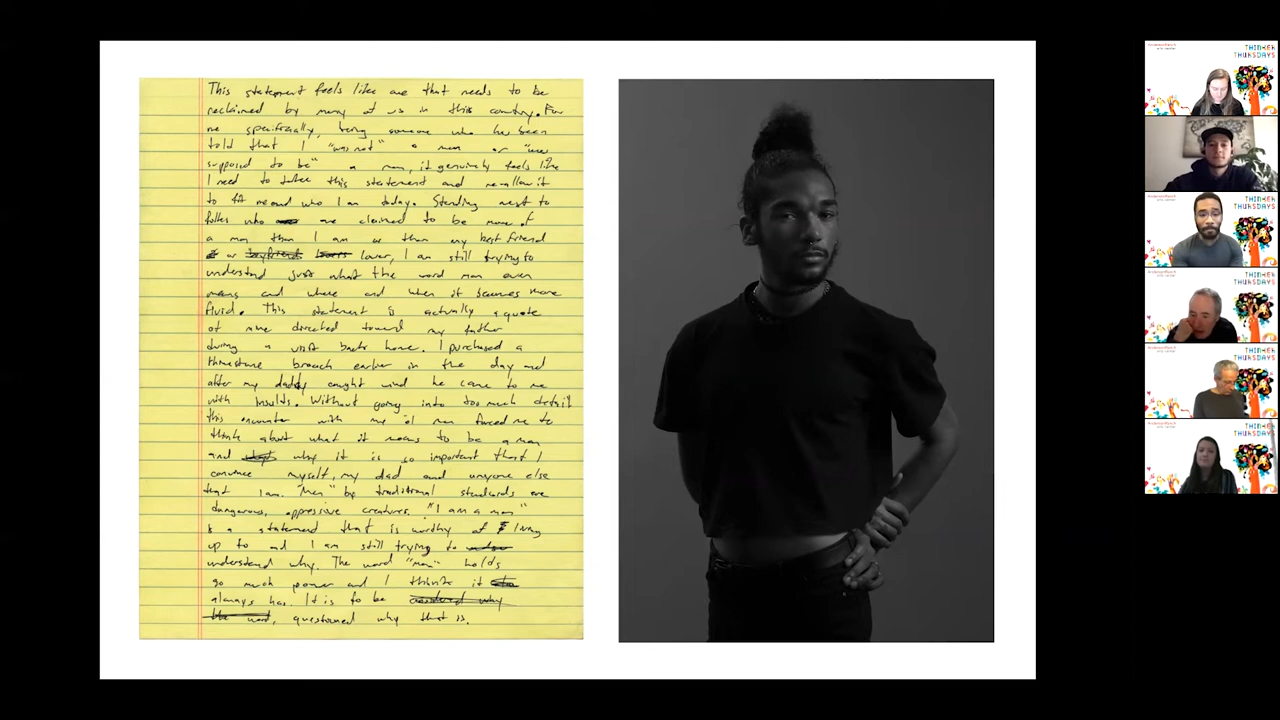 This statement feels like one that needs to be
reclaimed by many of us in this country. For
me specifically, being someone who has been
told that I "was not" a man or "was
supposed to be" a man, it genuinely feels like
I need to take this statement and re-allow it
to fit around who I am today. Standing next to
folks who are claimed to be more of
a man than I am or than my best friend
or boyfriend lover, I am still trying to
understand just what the word man even
means and where and when it becomes more
fluid. This statement is actually a quote
of mine directed toward my father
during a visit back home. I purchased a
rhinestone broach earlier in the day and
after my daddy caught wind he came to me
with insults. Without going into too much detail
this encounter with my ol man forced me to
think about what it means to be a man
and why it is so important that I
convince myself, my dad and anyone else
that I am. "Men" by traditional standards are
dangerous, oppressive creatures. "I am a man"
is a statement that is worthy of living
up to and I am still trying to
understand why. The word "man" holds
so much power and I think it
always has. It is to be
questioned why that is.
THINKER
THURSDAYS
THINKER
THURSDAYS
THINKER
THURSDAYS
THINKER
THURSDAYS
THINKER
THURSDAYS